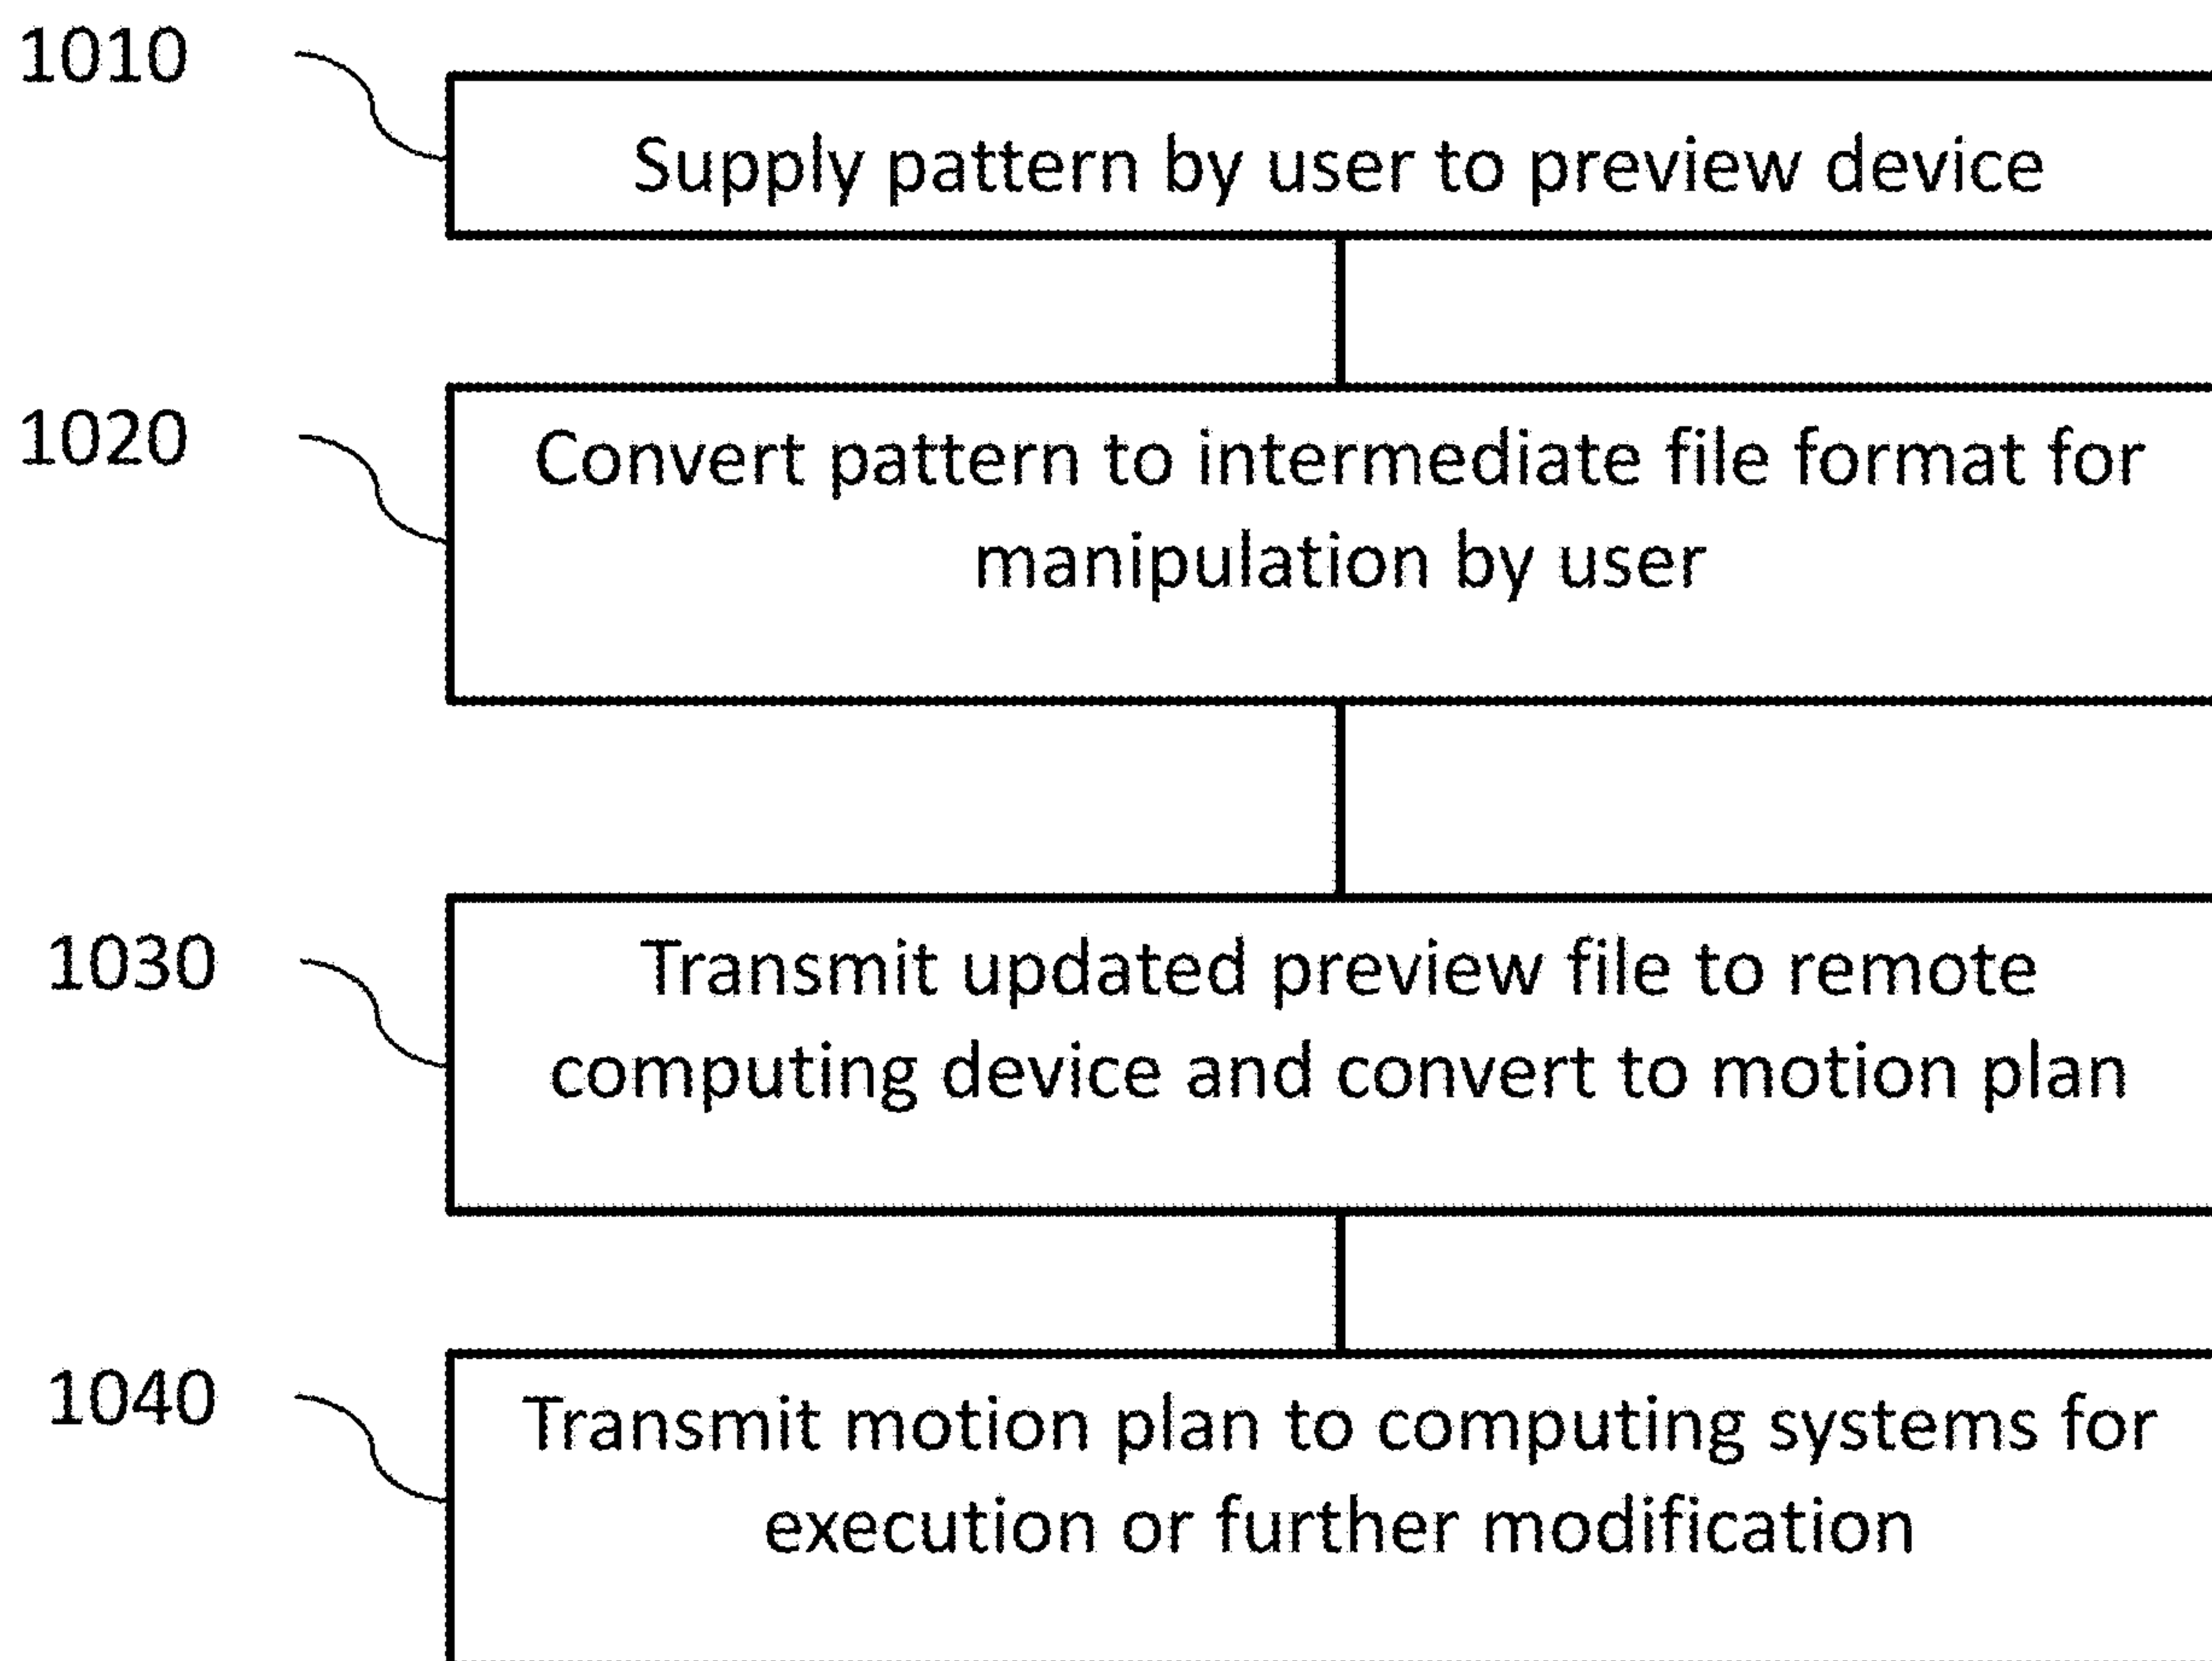 1010
Supply pattern by user to preview device
1020
Convert pattern to intermediate file format for
manipulation by user
1030
Transmit updated preview file to remote
computing device and convert to motion plan
1040
Transmit motion plan to computing systems for
execution or further modification